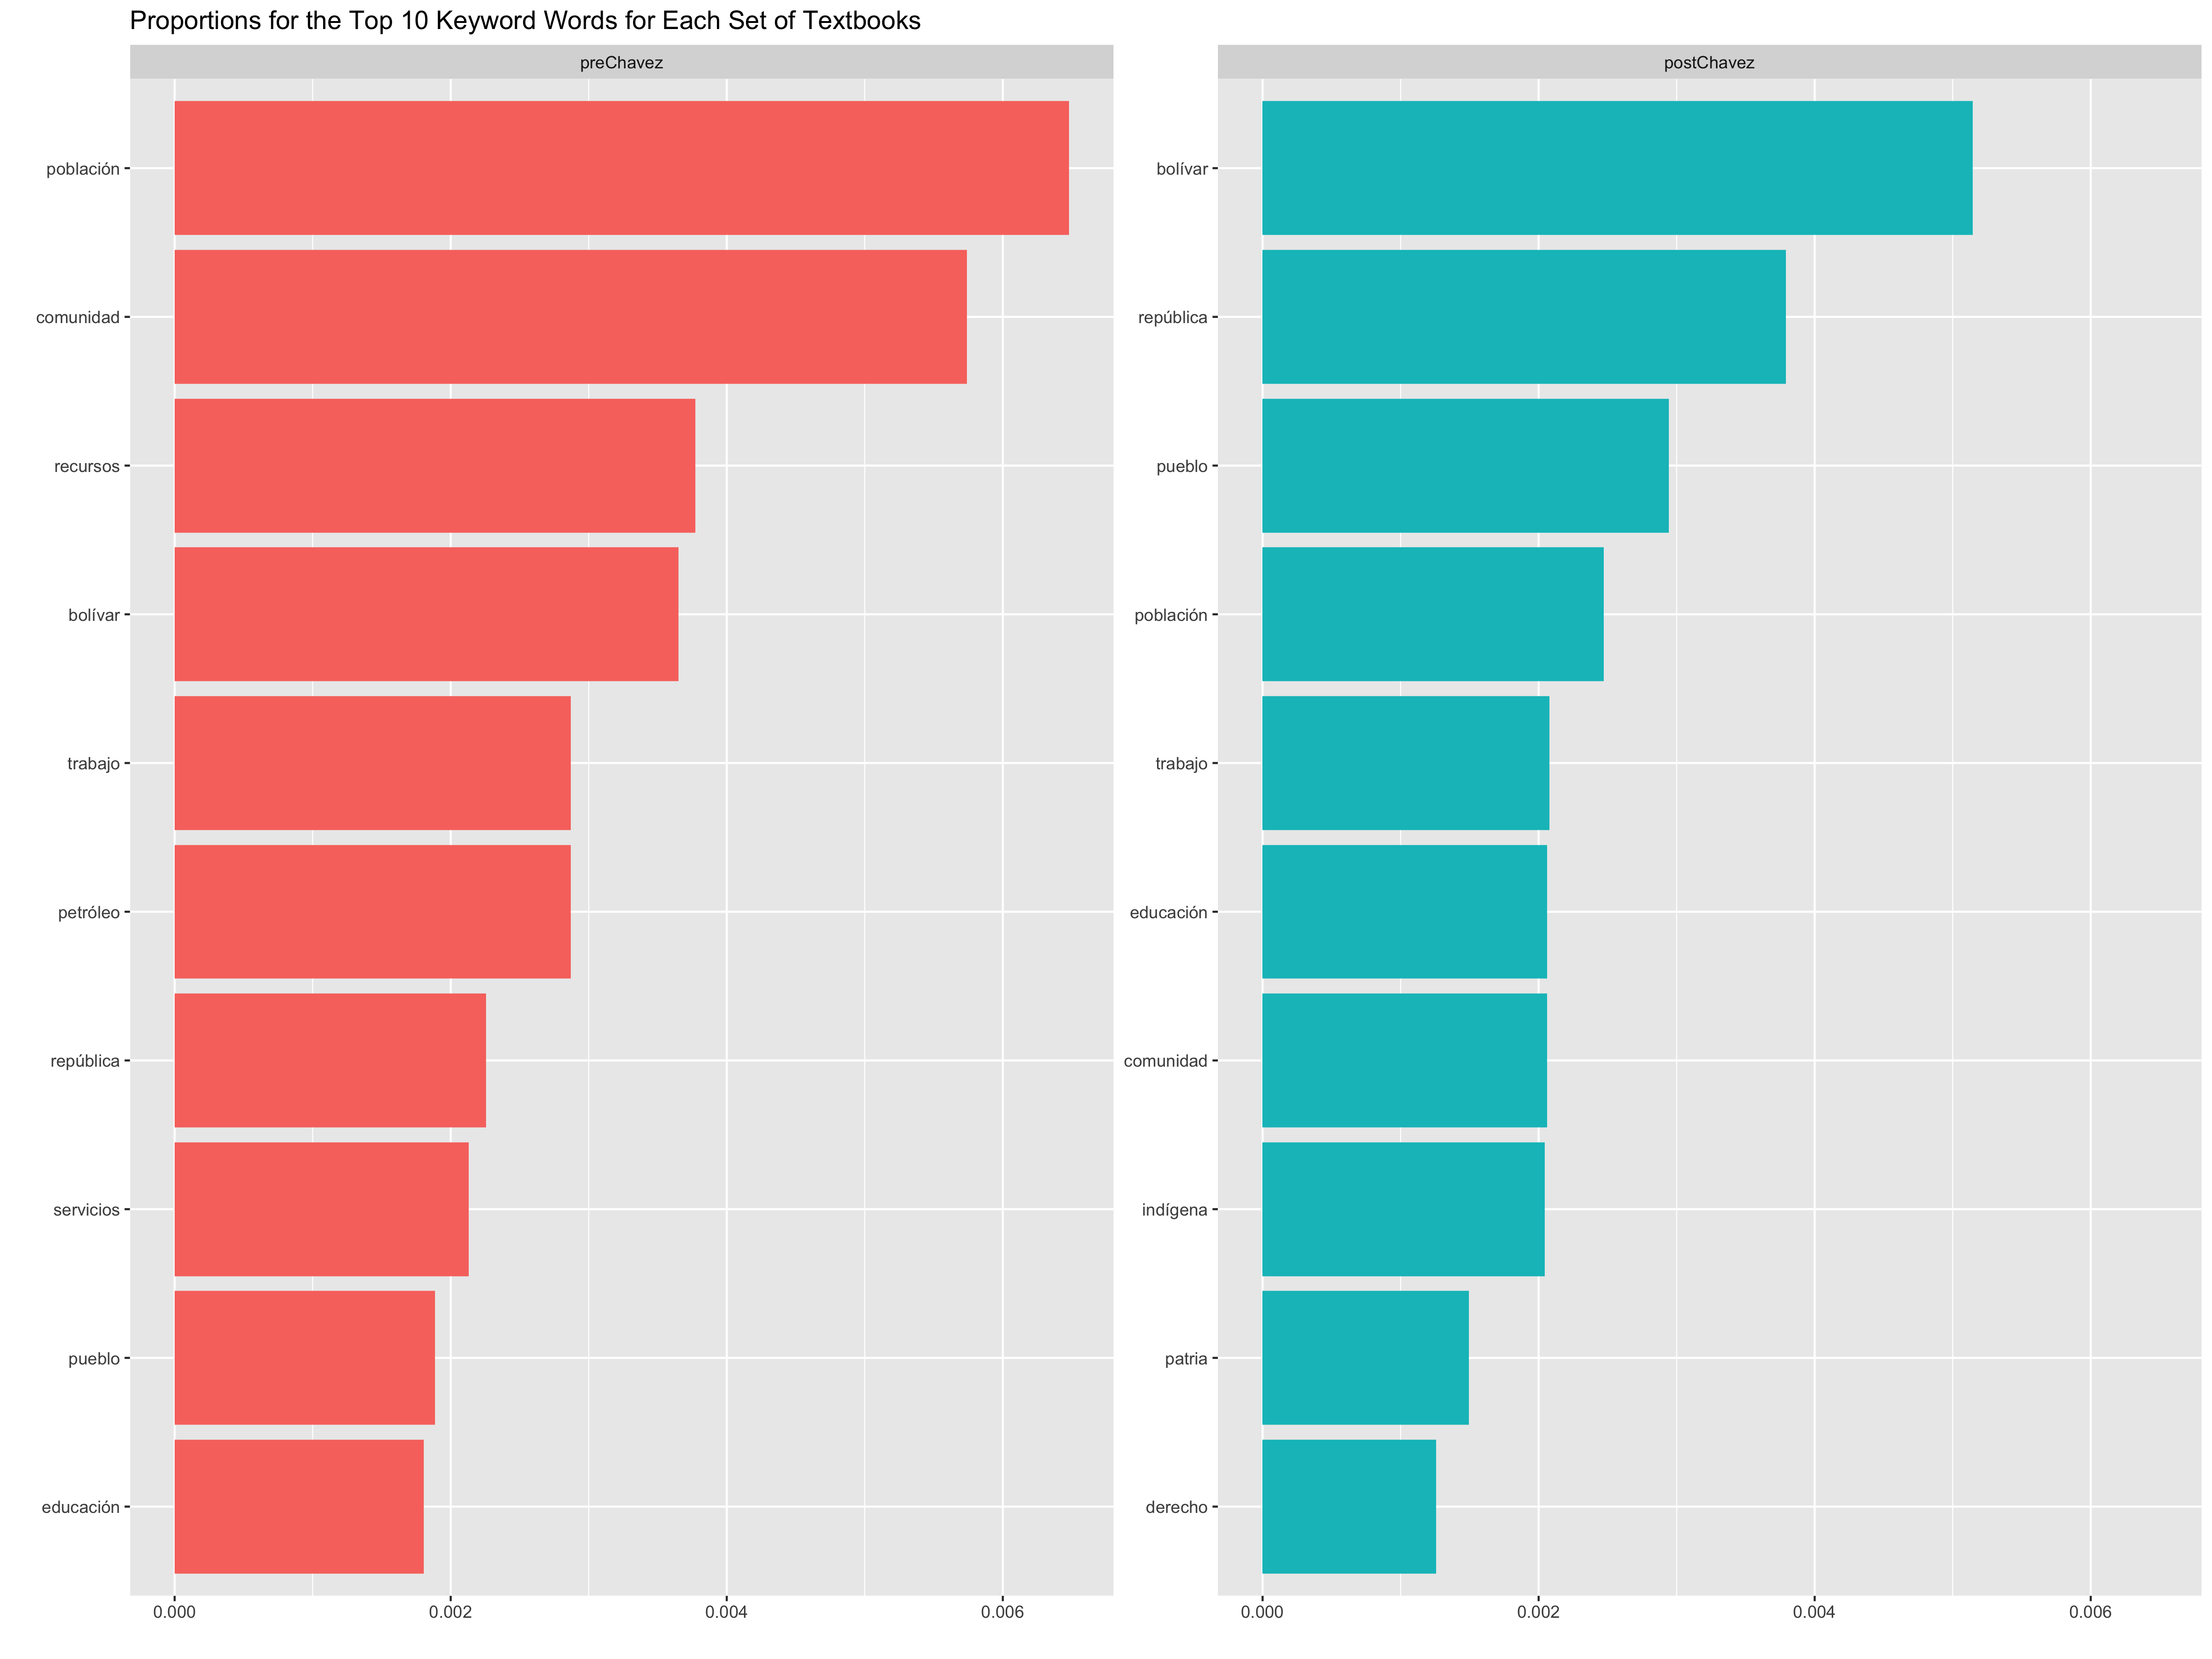 Proportions for the Top 10 Keyword Words for Each Set of Textbooks
preChavez
población
comunidad
recursos
bolívar
trabajo
petróleo
república
servicios
pueblo
educación
0.000 0.002 0.004 0.006
postChavez
bolívar
república
pueblo
población
trabajo
educación
comunidad
indígena
patria
derecho
0.000 0.002 0.004 0.006